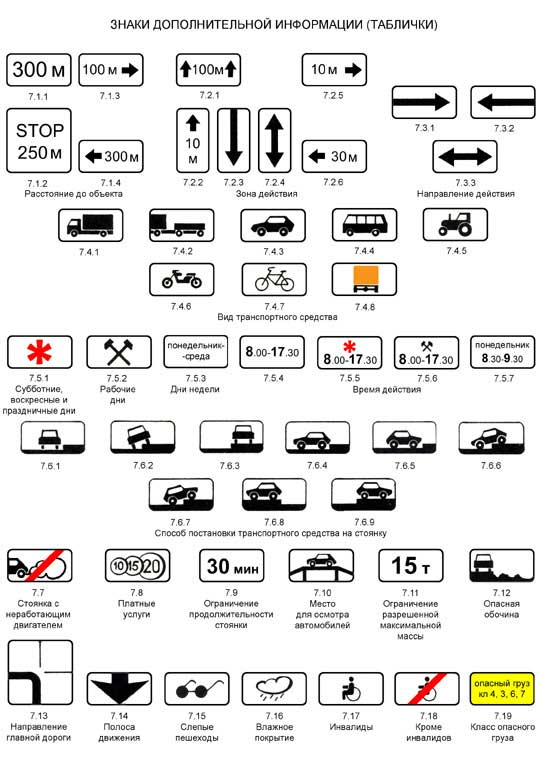 ЗНАКИ ДОПОЛНИТЕЛЬНОЙ ИНФОРМАЦИИ (ТАБЛИЧКИ)
300 м
100 м
100м
10 м
7.1.1
7.1.3
7.2.1
7.2.5
STOP
250 м
300 м
10
м
30 м
7.3.1
7.3.2
7.1.2
7.1.4
7.2.2
7.2.3
7.2.4
7.2.6
7.3.3
Расстояние до объекта
Зона действия
Направление действия
7.4.1
7.4.2
7.4.3
7.4.4
7.4.5
7.4.6
7.4.7
7.4.8
Вид транспортного средства
понедельник-
-среда
8.00-17.30
8.00-17.30
8.00-17.30
понедельник
8.30-9.30
7.5.1
7.5.2
7.5.3
7.5.4
7.5.5
7.5.6
7.5.7
Субботние,
воскресные и
праздничные дни
Рабочие
дни
Дни недели
Время действия
7.6.1
7.6.2
7.6.3
7.6.4
7.6.5
7.6.6
7.6.7
7.6.8
7.6.9
Способ постановки транспортного средства на стоянку
10 15 20
30 мин
15 т
7.7
7.8
7.9
7.10
7.11
7.12
Стоянка с
неработающим
двигателем
Платные
услуги
Ограничение
продолжительности
стоянки
Место
для осмотра
автомобилей
Ограничение
разрешенной
максимальной
массы
Опасная
обочина
опасный груз
кл 4, 3, 6, 7
7.13
7.14
7.15
7.16
7.17
7.18
7.19
Направление
главной дороги
Полоса
движения
Слепые
пешеходы
Влажное
покрытие
Инвалиды
Кроме
инвалидов
Класс опасного
груза